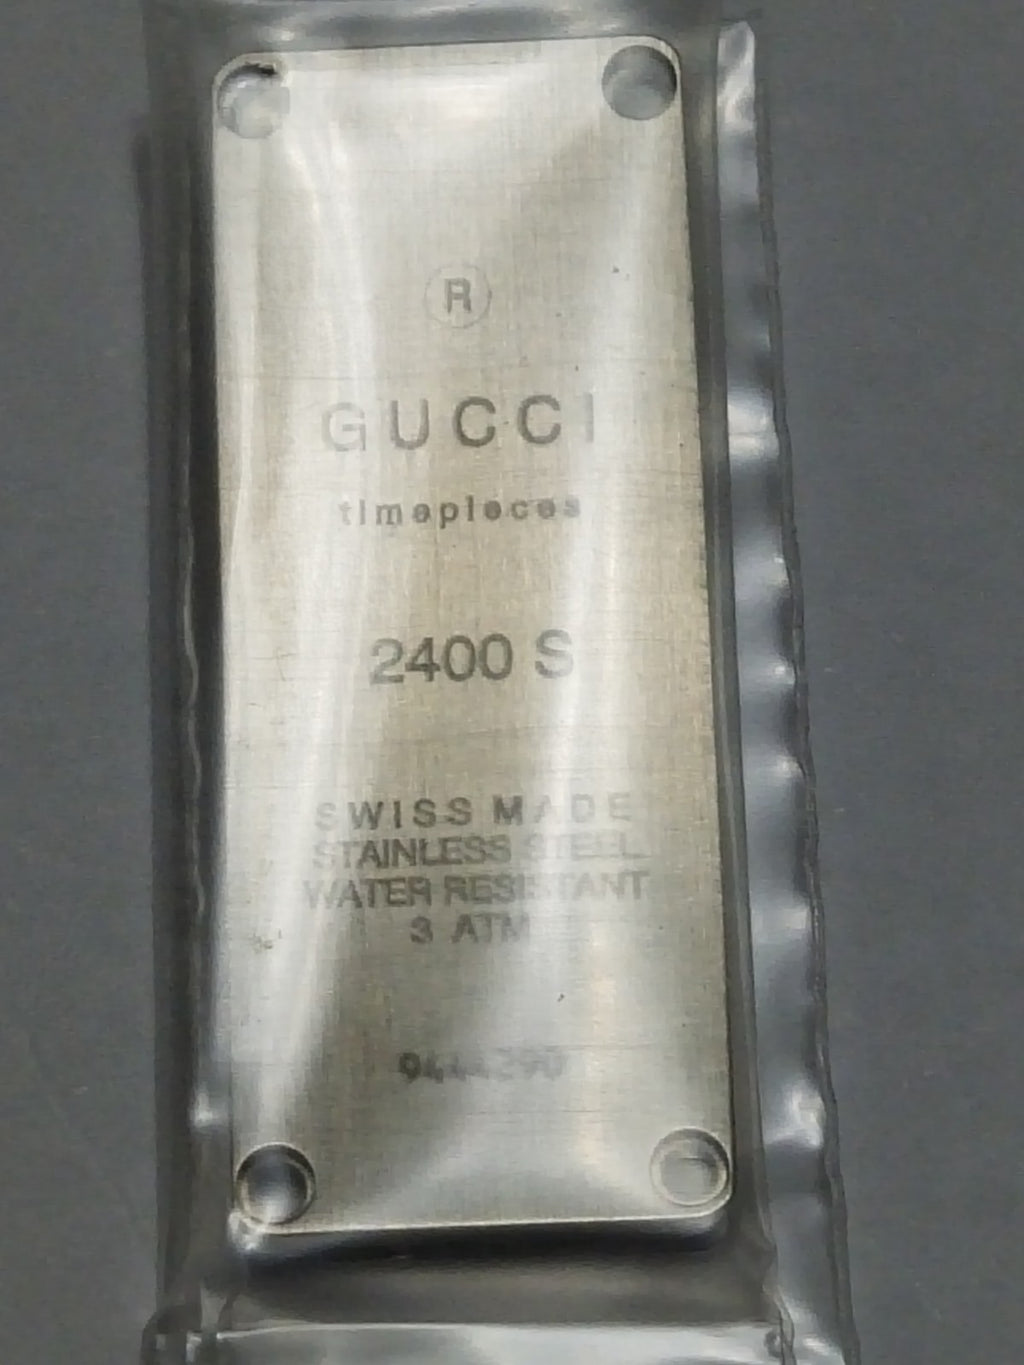 ®
GUCCI
timepieces
2400 S
SWISS MADE
STAINLESS STEEL
WATER RESISTANT
3 ATM